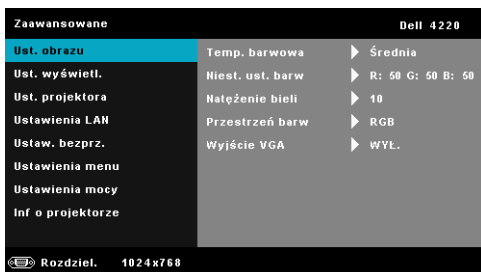 Zaawansowane Dell 4220
Ust. obrazu Temp. barwowa Średnia
Ust. wyświetl. Niest. ust. barw R: 50 G: 50 B: 50
Ust. projektora Natężenie bieli 10
Ustawienia LAN Przestrzeń barw RGB
Ustaw. bezprz. Wyjście VGA WYŁ.
Ustawienia menu
Ustawienia mocy
Inf o projektorze
Rozdziel. 1024x768